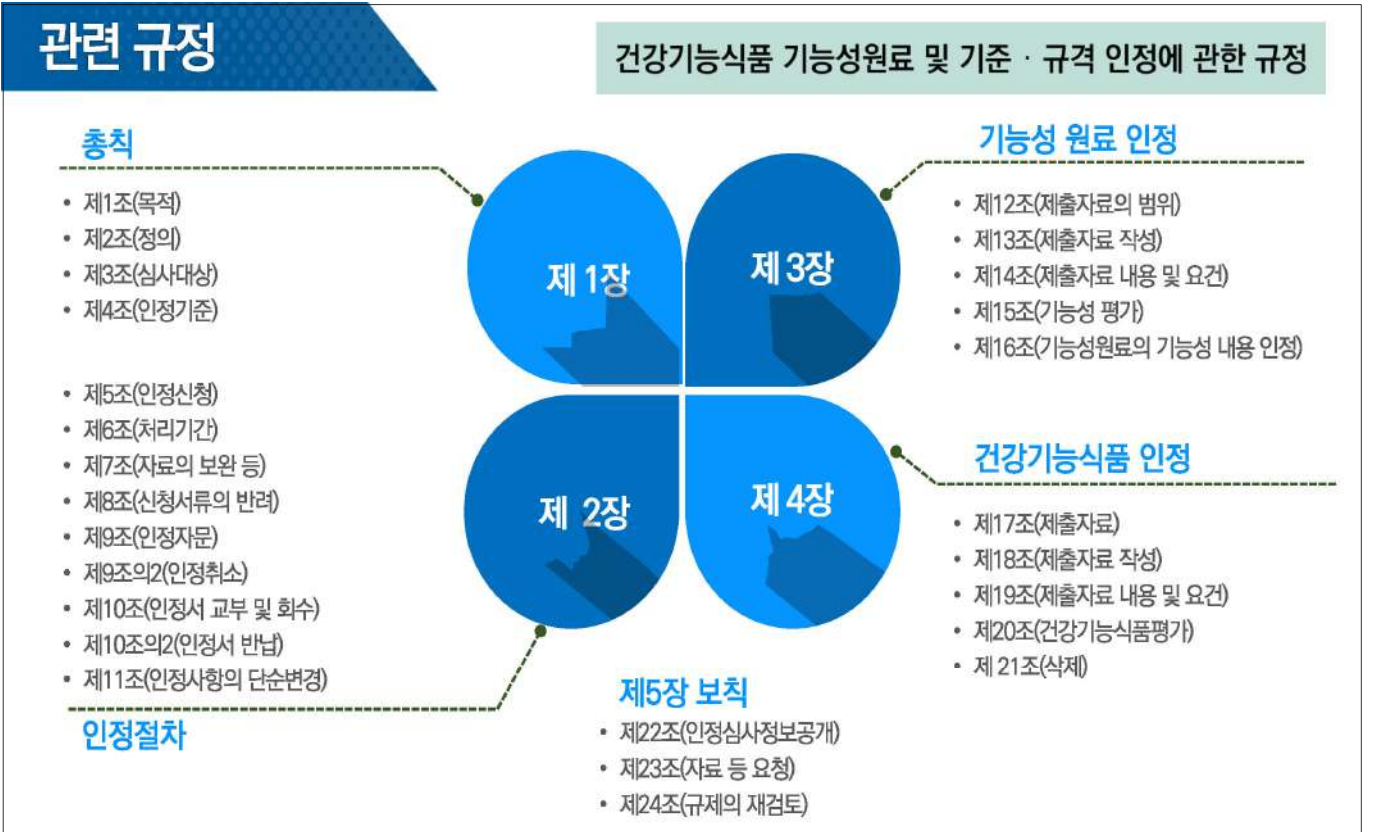 관련 규정
건강기능식품 기능성원료 및 기준 · 규격 인정에 관한 규정
총칙
• 제1조(목적)
• 제2조(정의)
• 제3조(심사대상)
• 제4조(인정기준)
제 1장
• 제5조(인정신청)
• 제6조(처리기간)
• 제7조(자료의 보완 등)
• 제8조(신청서류의 반려)
• 제9조(인정자문)
• 제9조의2(인정취소)
• 제10조(인정서 교부 및 회수)
• 제10조의2(인정서 반납)
• 제11조(인정사항의 단순변경)
인정절차
제 2장
기능성 원료 인정
• 제12조(제출자료의 범위)
• 제13조(제출자료 작성)
• 제14조(제출자료 내용 및 요건)
• 제15조(기능성 평가)
• 제16조(기능성원료의 기능성 내용 인정)
제 3장
건강기능식품 인정
• 제17조(제출자료)
• 제18조(제출자료 작성)
• 제19조(제출자료 내용 및 요건)
• 제20조(건강기능식품평가)
• 제 21조(삭제)
제 4장
제5장 보칙
• 제22조(인정심사정보공개)
• 제23조(자료 등 요청)
• 제24조(규제의 재검토)